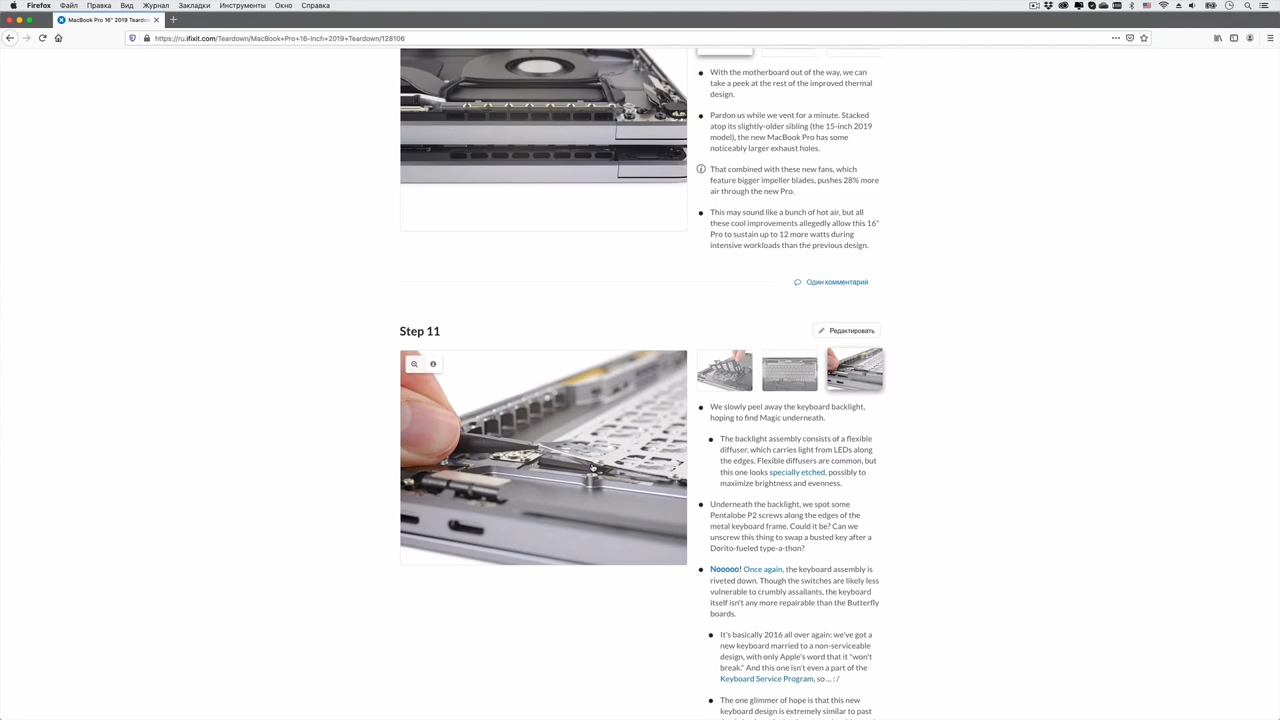 Firefox Файл Правка Вид Журнал Закладки Инструменты Окно Справка
MacBook Pro 16" 2019 Teardow
https://ru.ifixit.com/Teardown/MacBook+Pro+16-Inch+2019+Teardown/128106
With the motherboard out of the way, we can
take a peek at the rest of the improved thermal
design.
Pardon us while we vent for a minute. Stacked
atop its slightly-older sibling (the 15-inch 2019
model), the new MacBook Pro has some
noticeably larger exhaust holes.
That combined with these new fans, which
feature bigger impeller blades, pushes 28% more
air through the new Pro.
This may sound like a bunch of hot air, but all
these cool improvements allegedly allow this 16"
Pro to sustain up to 12 more watts during
intensive workloads than the previous design.
Один комментарий
Step 11
Редактировать
We slowly peel away the keyboard backlight,
hoping to find Magic underneath.
The backlight assembly consists of a flexible
diffuser, which carries light from LEDs along
the edges. Flexible diffusers are common, but
this one looks specially etched, possibly to
maximize brightness and evenness.
Underneath the backlight, we spot some
Pentalobe P2 screws along the edges of the
metal keyboard frame. Could it be? Can we
unscrew this thing to swap a busted key after a
Dorito-fueled type-a-thon?
Nooooo! Once again, the keyboard assembly is
riveted down. Though the switches are likely less
vulnerable to crumbly assailants, the keyboard
itself isn't any more repairable than the Butterfly
boards.
It's basically 2016 all over again: we've got a
new keyboard married to a non-serviceable
design, with only Apple's word that it "won't
break." And this one isn't even a part of the
Keyboard Service Program, so ... : /
The one glimmer of hope is that this new
keyboard design is extremely similar to past